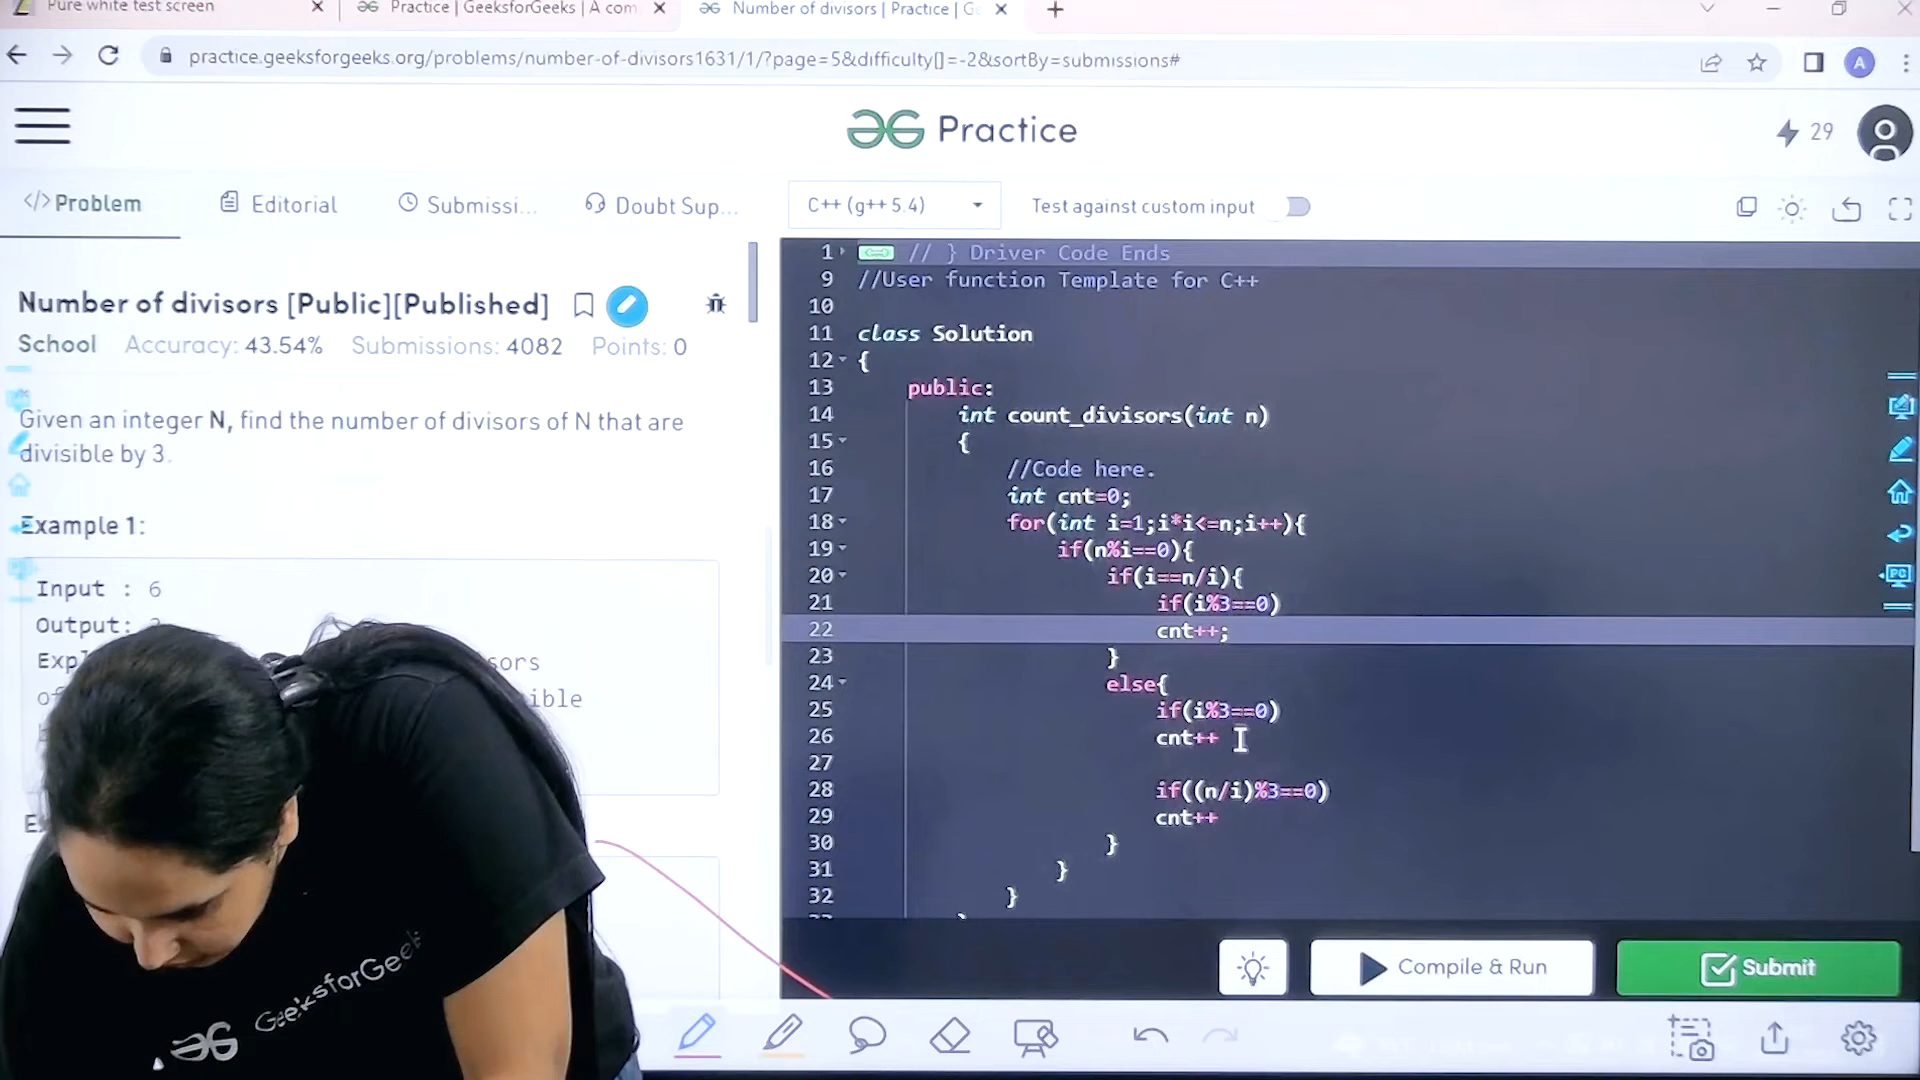 Pure white test screen
Practice | GeeksforGeeks | A com
Number of divisors | Practice | G
practice.geeksforgeeks.org/problems/number-of-divisors1631/1/?page=5&difficulty[]=-2&sortBy=submissions#
A
Practice
29
</> Problem
Editorial
Submissi...
Doubt Sup...
C++ (g++ 5.4)
Test against custom input
Number of divisors [Public][Published]
School Accuracy: 43.54% Submissions: 4082 Points: 0
Given an integer N, find the number of divisors of N that are
divisible by 3.
Example 1:
Input : 6
Output:
Exp sors
of ible
1 // } Driver Code Ends
9 //User function Template for C++
10
11 class Solution
12 {
13 public:
14 int count_divisors(int n)
15 {
16 //Code here.
17 int cnt=0;
18 for(int i=1;i*i<=n;i++){
19 if(n%i==0){
20 if(i==n/i){
21 if(i%3==0)
22 cnt++;
23 }
24 else{
25 if(i%3==0)
26 cnt++
27
28 if((n/i)%3==0)
29 cnt++
30 }
31 }
32 }
Compile & Run
Submit
GeeksforGeek
PC